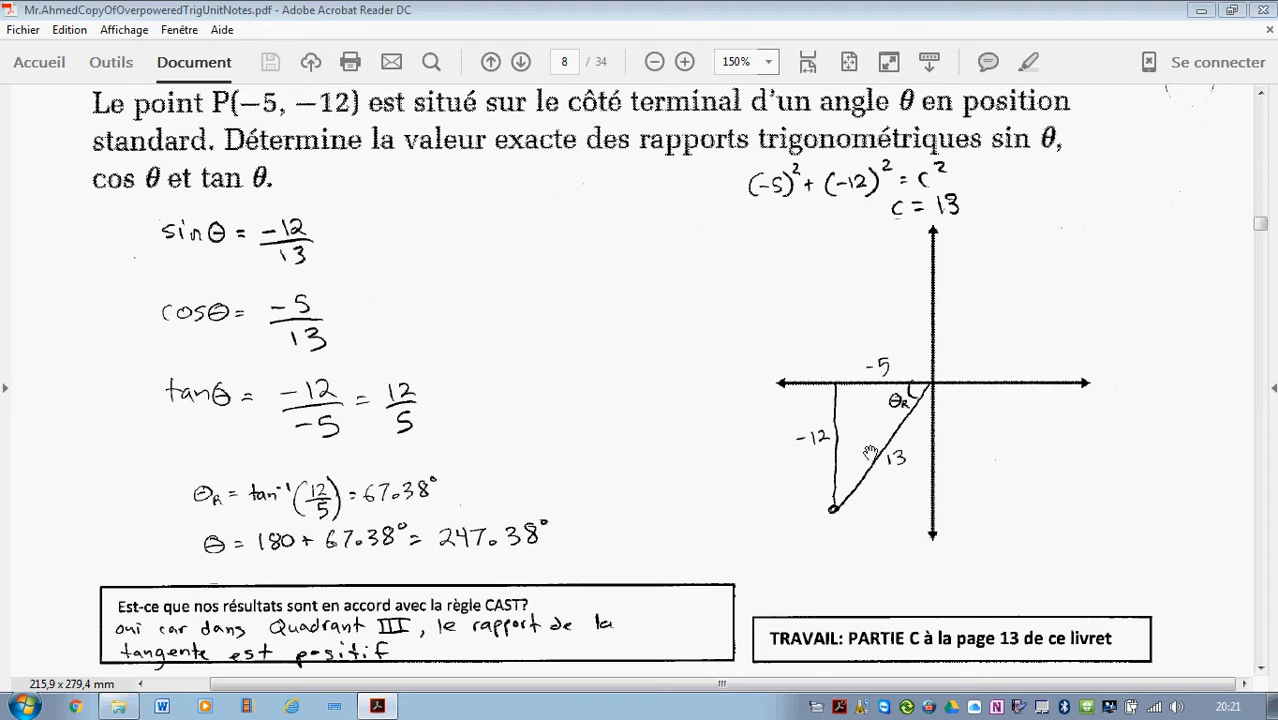 Mr.AhmedCopyOfOverpoweredTrigUnitNotes.pdf - Adobe Acrobat Reader DC
Fichier Edition Affichage Fenêtre Aide
Accueil Outils Document 8 / 34 150% Se connecter
Le point P(−5, −12) est situé sur le côté terminal d'un angle θ en position
standard. Détermine la valeur exacte des rapports trigonométriques sin θ,
cos θ et tan θ.
(-5)² + (-12)² = c²
c = 13
sinθ = -12/13
cosθ = -5/13
tanθ = -12/-5 = 12/5
-5
θR
-12
13
θR = tan⁻¹(12/5) = 67.38°
θ = 180 + 67.38° = 247.38°
Est-ce que nos résultats sont en accord avec la règle CAST?
oui car dans Quadrant III, le rapport de la
tangente est positif
TRAVAIL: PARTIE C à la page 13 de ce livret
215,9 x 279,4 mm
20:21